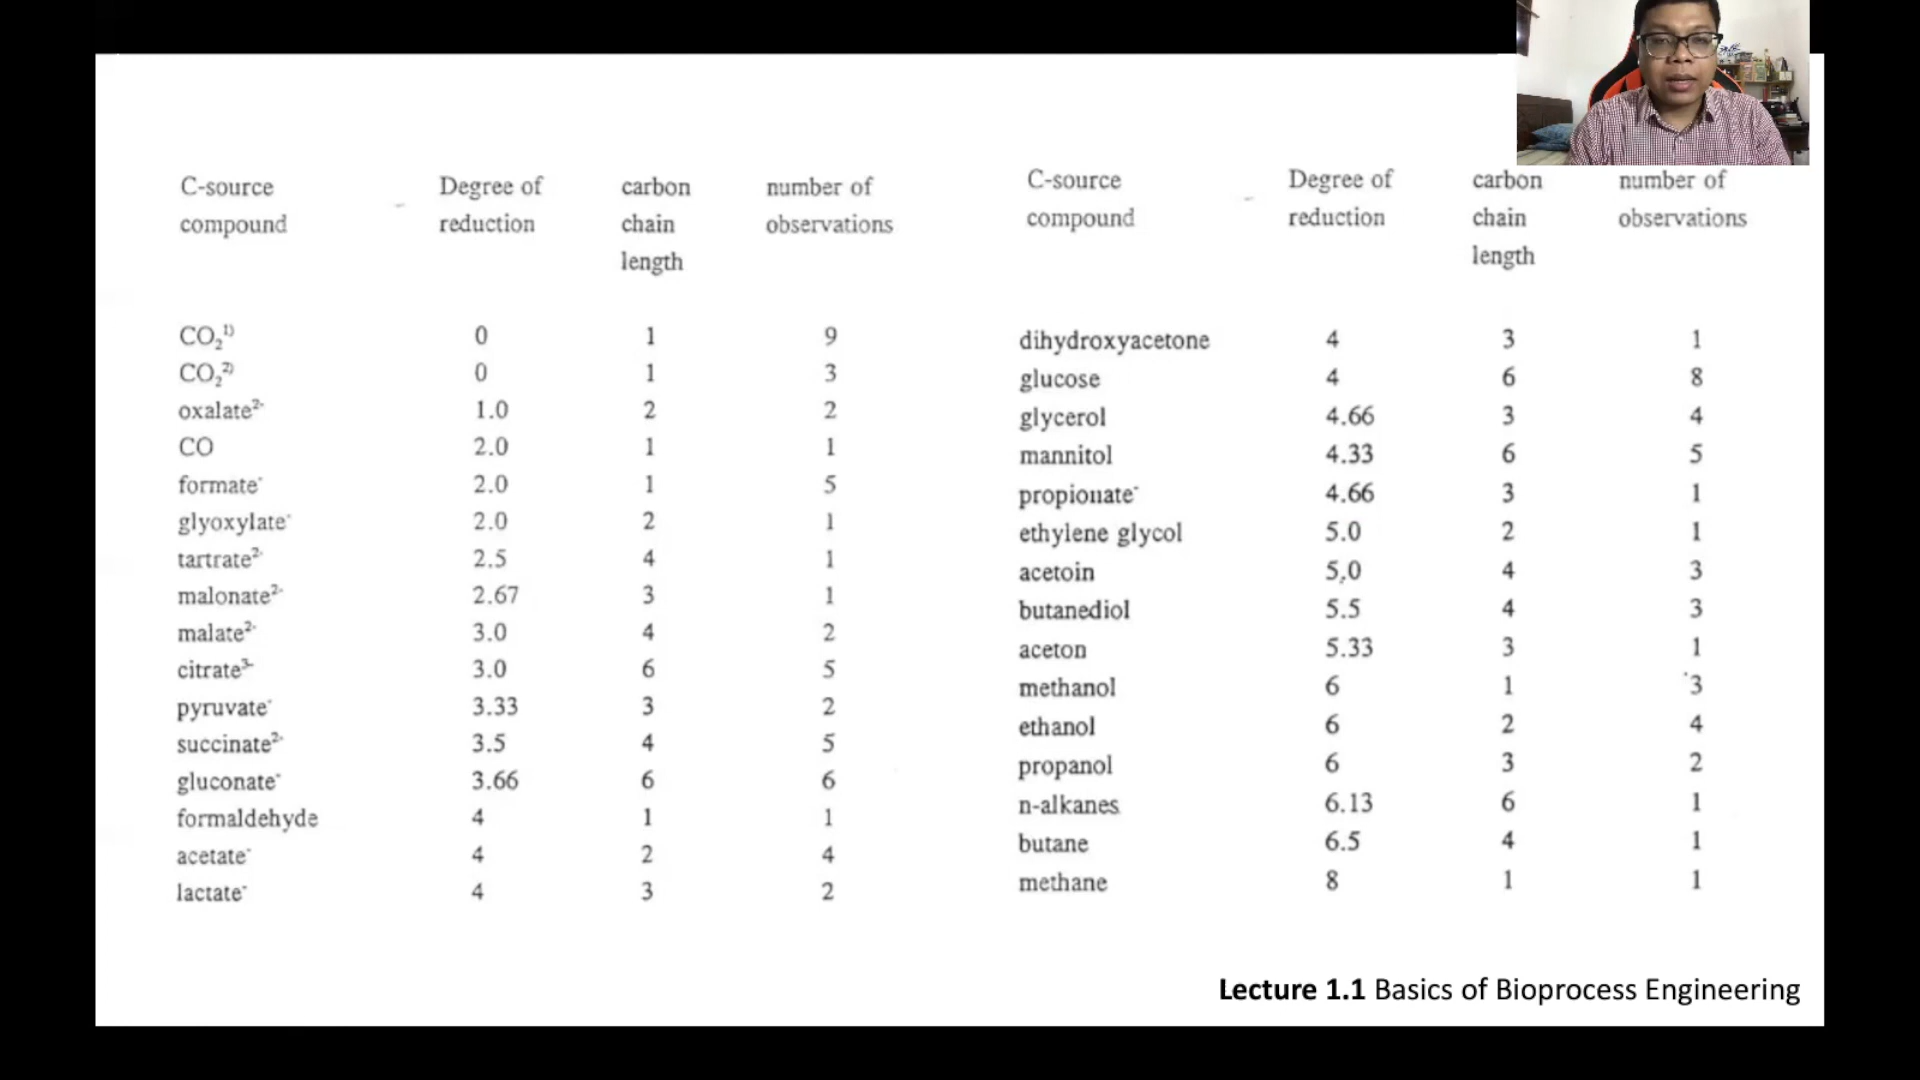 C-source Degree of carbon number of
compound reduction chain observations
length
CO₂¹⁾ 0 1 9
CO₂²⁾ 0 1 3
oxalate²⁻ 1.0 2 2
CO 2.0 1 1
formate⁻ 2.0 1 5
glyoxylate⁻ 2.0 2 1
tartrate²⁻ 2.5 4 1
malonate²⁻ 2.67 3 1
malate²⁻ 3.0 4 2
citrate³⁻ 3.0 6 5
pyruvate⁻ 3.33 3 2
succinate²⁻ 3.5 4 5
gluconate⁻ 3.66 6 6
formaldehyde 4 1 1
acetate⁻ 4 2 4
lactate⁻ 4 3 2
C-source Degree of carbon number of
compound reduction chain observations
length
dihydroxyacetone 4 3 1
glucose 4 6 8
glycerol 4.66 3 4
mannitol 4.33 6 5
propionate⁻ 4.66 3 1
ethylene glycol 5.0 2 1
acetoin 5,0 4 3
butanediol 5.5 4 3
aceton 5.33 3 1
methanol 6 1 3
ethanol 6 2 4
propanol 6 3 2
n-alkanes 6.13 6 1
butane 6.5 4 1
methane 8 1 1
Lecture 1.1 Basics of Bioprocess Engineering